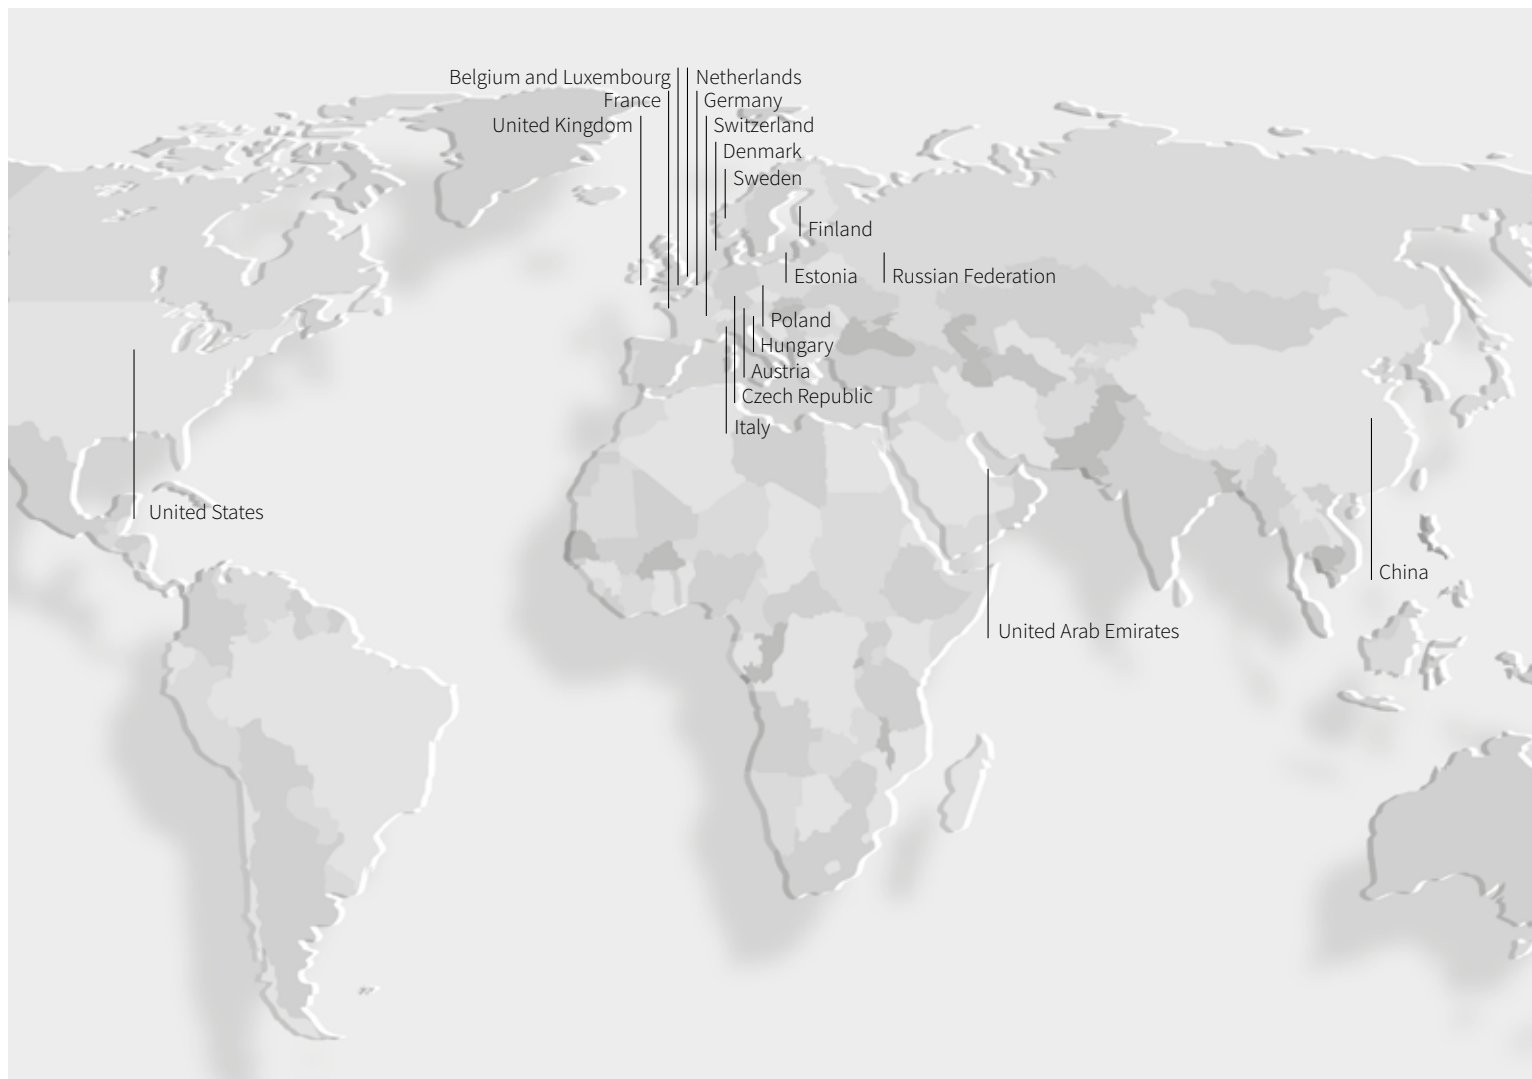 Belgium and Luxembourg
Netherlands
France
Germany
United Kingdom
Switzerland
Denmark
Sweden
Finland
Estonia
Russian Federation
Poland
Hungary
Austria
Czech Republic
Italy
United States
China
United Arab Emirates